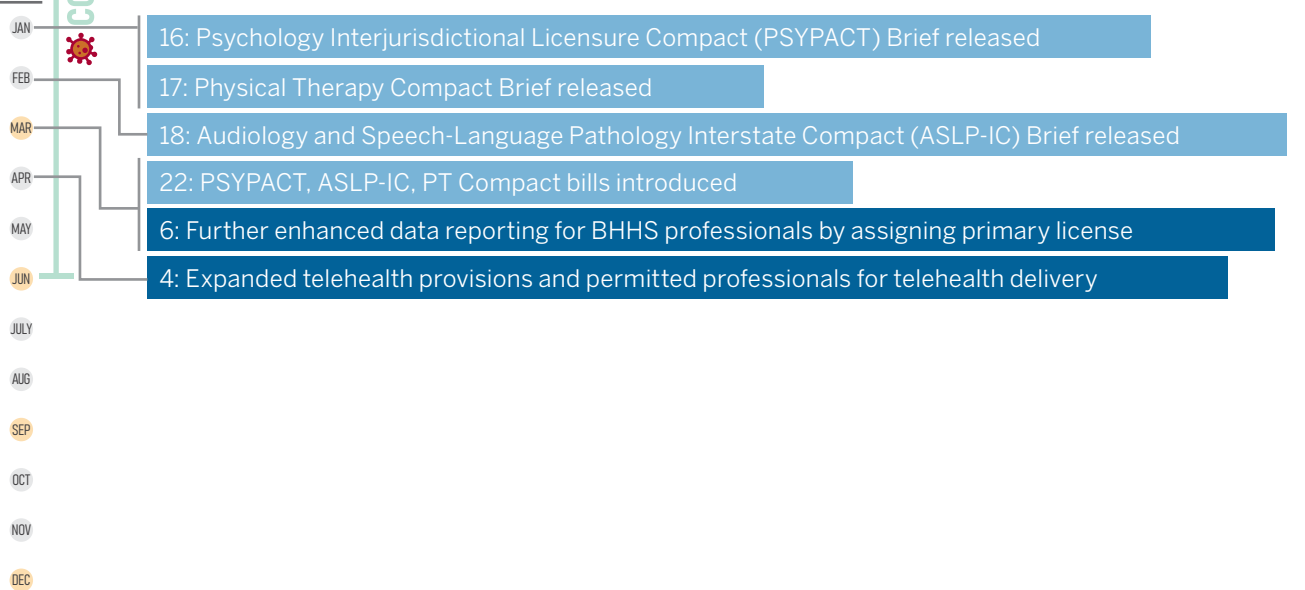 JAN
16: Psychology Interjurisdictional Licensure Compact (PSYPACT) Brief released
FEB
17: Physical Therapy Compact Brief released
MAR
18: Audiology and Speech-Language Pathology Interstate Compact (ASLP-IC) Brief released
APR
22: PSYPACT, ASLP-IC, PT Compact bills introduced
MAY
6: Further enhanced data reporting for BHHS professionals by assigning primary license
JUN
4: Expanded telehealth provisions and permitted professionals for telehealth delivery
JULY
AUG
SEP
OCT
NOV
DEC